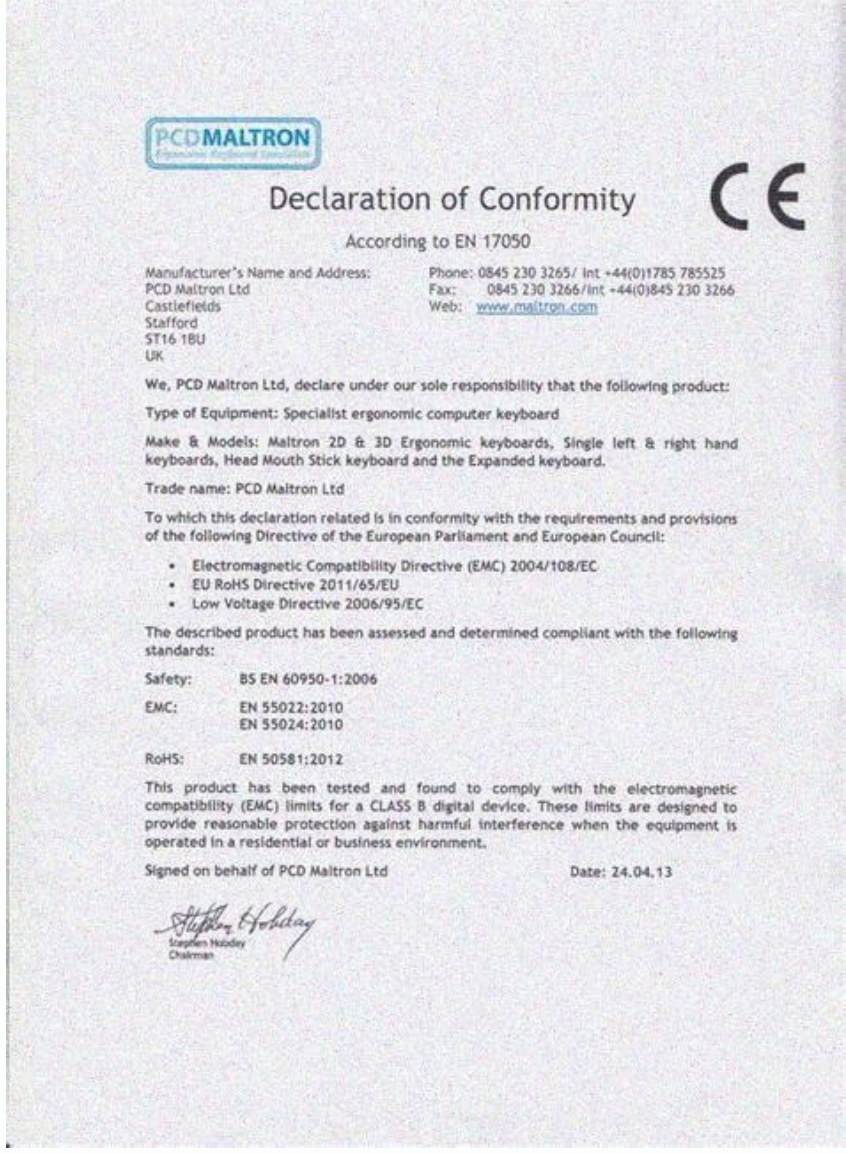 PCDMALTRON
Ergonomic Keyboard Specialists
Declaration of Conformity
CE
According to EN 17050
Manufacturer's Name and Address:
PCD Maltron Ltd
Castlefields
Stafford
ST16 1BU
UK
Phone: 0845 230 3265/ Int +44(0)1785 785525
Fax: 0845 230 3266/Int +44(0)845 230 3266
Web: www.maltron.com
We, PCD Maltron Ltd, declare under our sole responsibility that the following product:
Type of Equipment: Specialist ergonomic computer keyboard
Make & Models: Maltron 2D & 3D Ergonomic keyboards, Single left & right hand
keyboards, Head Mouth Stick keyboard and the Expanded keyboard.
Trade name: PCD Maltron Ltd
To which this declaration related is in conformity with the requirements and provisions
of the following Directive of the European Parliament and European Council:
• Electromagnetic Compatibility Directive (EMC) 2004/108/EC
• EU RoHS Directive 2011/65/EU
• Low Voltage Directive 2006/95/EC
The described product has been assessed and determined compliant with the following
standards:
Safety: BS EN 60950-1:2006
EMC: EN 55022:2010
EN 55024:2010
RoHS: EN 50581:2012
This product has been tested and found to comply with the electromagnetic
compatibility (EMC) limits for a CLASS B digital device. These limits are designed to
provide reasonable protection against harmful interference when the equipment is
operated in a residential or business environment.
Signed on behalf of PCD Maltron Ltd
Date: 24.04.13
Stephen Hobday
Stephen Hobday
Chairman